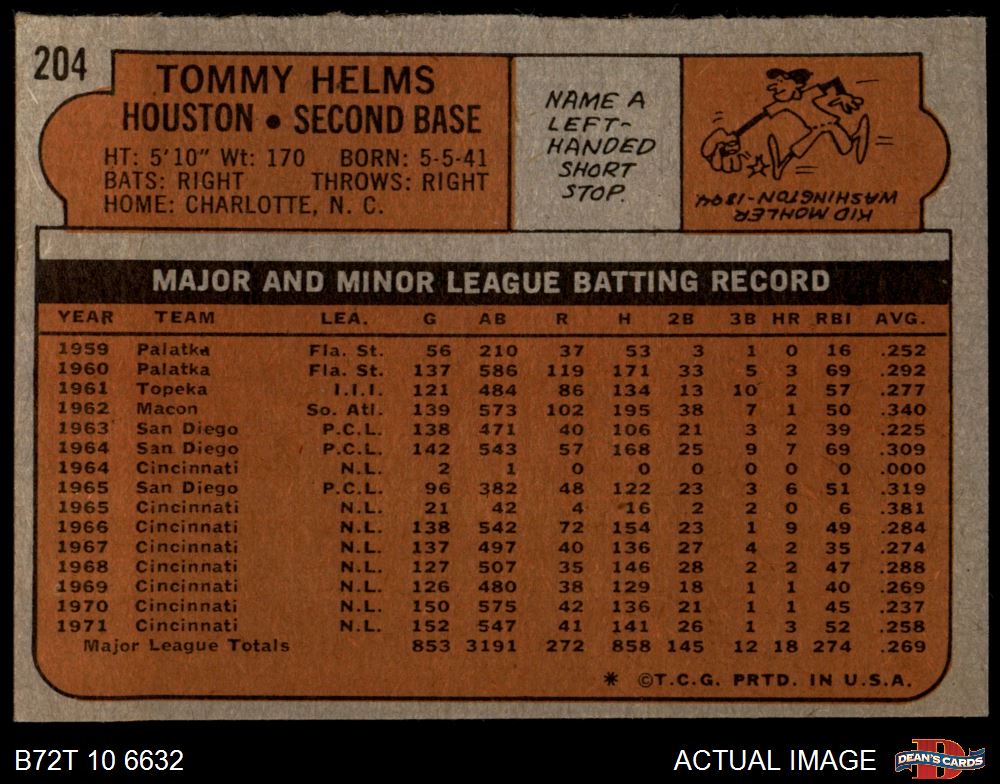 204
TOMMY HELMS
HOUSTON • SECOND BASE
HT: 5'10" Wt: 170 BORN: 5-5-41
BATS: RIGHT THROWS: RIGHT
HOME: CHARLOTTE, N. C.
NAME A
LEFT-
HANDED
SHORT
STOP.
KID MOHLER
WASHINGTON-1894
MAJOR AND MINOR LEAGUE BATTING RECORD
YEAR TEAM LEA. G AB R H 2B 3B HR RBI AVG.
1959 Palatka Fla. St. 56 210 37 53 3 1 0 16 .252
1960 Palatka Fla. St. 137 586 119 171 33 5 3 69 .292
1961 Topeka I.I.I. 121 484 86 134 13 10 2 57 .277
1962 Macon So. Atl. 139 573 102 195 38 7 1 50 .340
1963 San Diego P.C.L. 138 471 40 106 21 3 2 39 .225
1964 San Diego P.C.L. 142 543 57 168 25 9 7 69 .309
1964 Cincinnati N.L. 2 1 0 0 0 0 0 0 .000
1965 San Diego P.C.L. 96 382 48 122 23 3 6 51 .319
1965 Cincinnati N.L. 21 42 4 16 2 2 0 6 .381
1966 Cincinnati N.L. 138 542 72 154 23 1 9 49 .284
1967 Cincinnati N.L. 137 497 40 136 27 4 2 35 .274
1968 Cincinnati N.L. 127 507 35 146 28 2 2 47 .288
1969 Cincinnati N.L. 126 480 38 129 18 1 1 40 .269
1970 Cincinnati N.L. 150 575 42 136 21 1 1 45 .237
1971 Cincinnati N.L. 152 547 41 141 26 1 3 52 .258
Major League Totals 853 3191 272 858 145 12 18 274 .269
* ©T.C.G. PRTD. IN U.S.A.
B72T 10 6632
ACTUAL IMAGE
DEAN'S CARDS